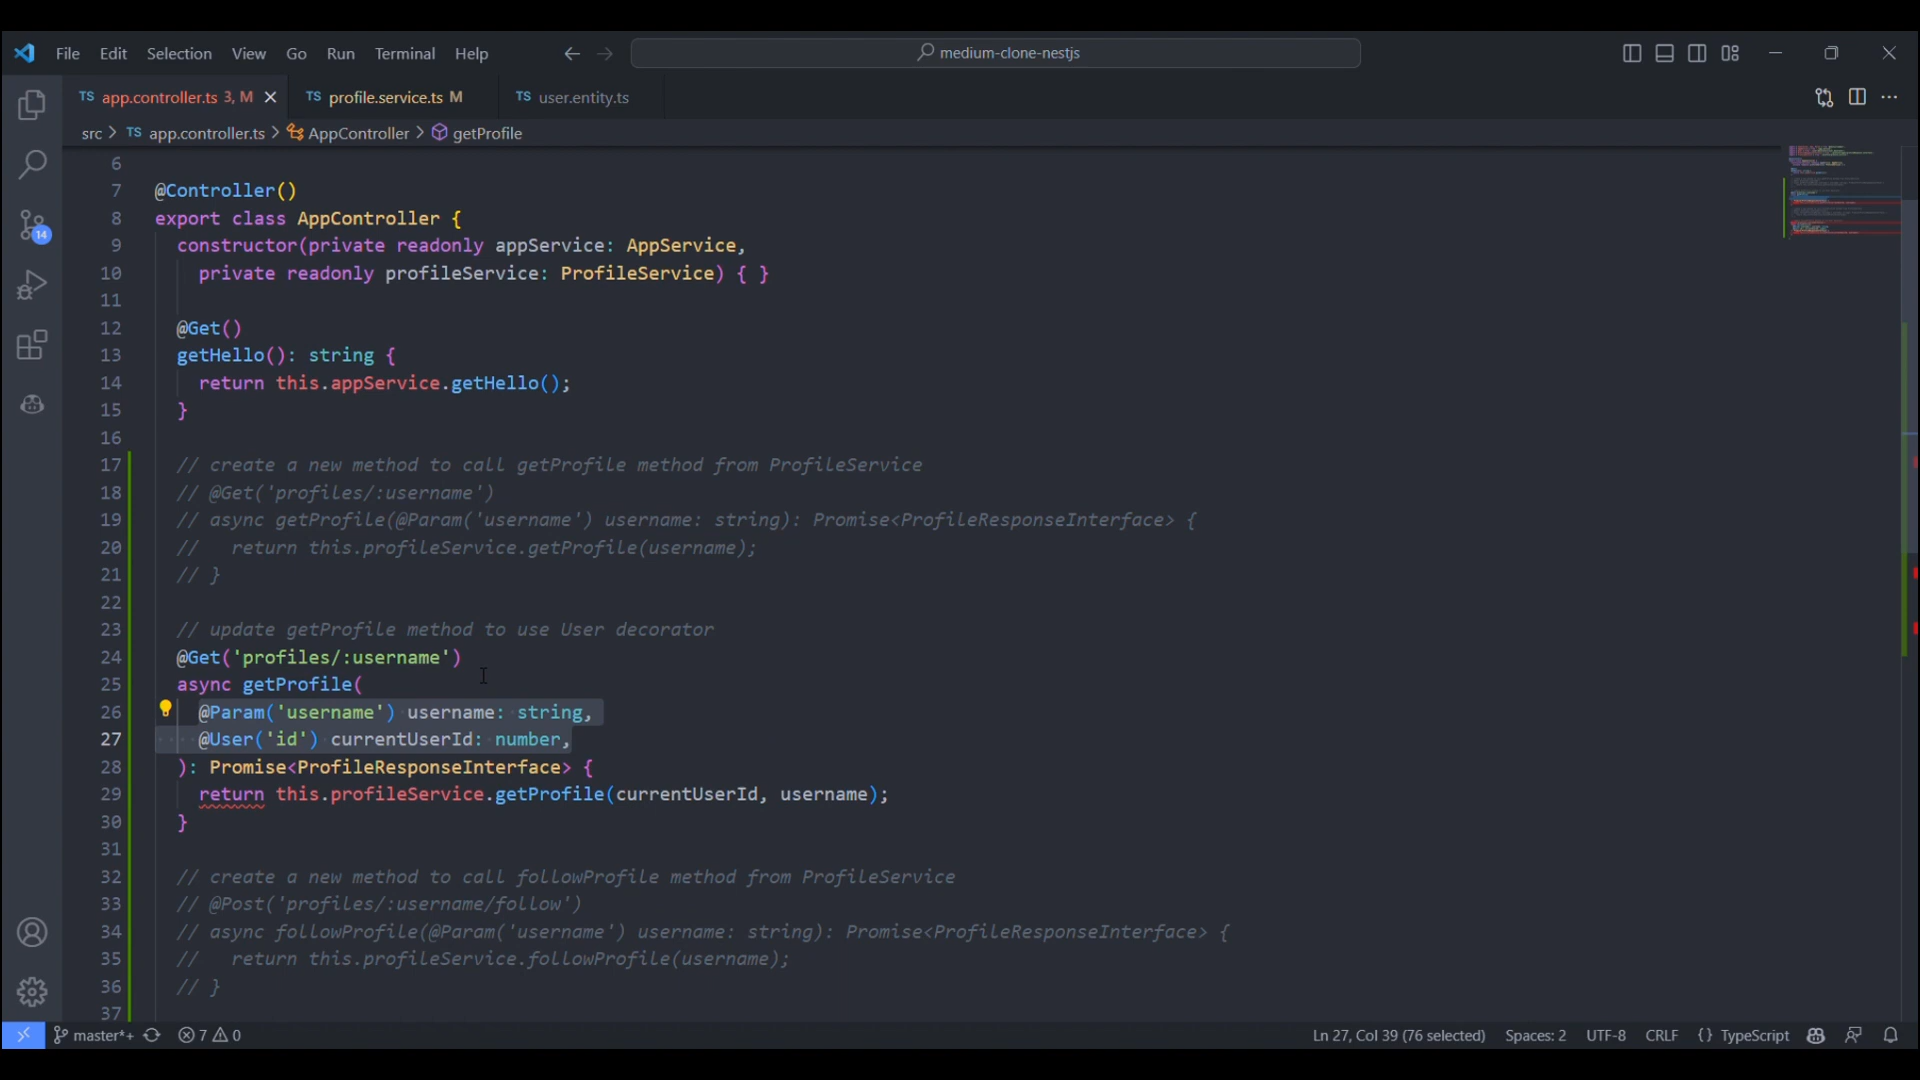 File Edit Selection View Go Run Terminal Help medium-clone-nestjs
TS app.controller.ts 3, M TS profile.service.ts M TS user.entity.ts
src > TS app.controller.ts > AppController > getProfile
6
7 @Controller()
8 export class AppController {
9 constructor(private readonly appService: AppService,
10 private readonly profileService: ProfileService) { }
11
12 @Get()
13 getHello(): string {
14 return this.appService.getHello();
15 }
16
17 // create a new method to call getProfile method from ProfileService
18 // @Get('profiles/:username')
19 // async getProfile(@Param('username') username: string): Promise<ProfileResponseInterface> {
20 // return this.profileService.getProfile(username);
21 // }
22
23 // update getProfile method to use User decorator
24 @Get('profiles/:username')
25 async getProfile(
26 @Param('username') username: string,
27 @User('id') currentUserId: number,
28 ): Promise<ProfileResponseInterface> {
29 return this.profileService.getProfile(currentUserId, username);
30 }
31
32 // create a new method to call followProfile method from ProfileService
33 // @Post('profiles/:username/follow')
34 // async followProfile(@Param('username') username: string): Promise<ProfileResponseInterface> {
35 // return this.profileService.followProfile(username);
36 // }
37
14
master*+ 7 0 Ln 27, Col 39 (76 selected) Spaces: 2 UTF-8 CRLF {} TypeScript